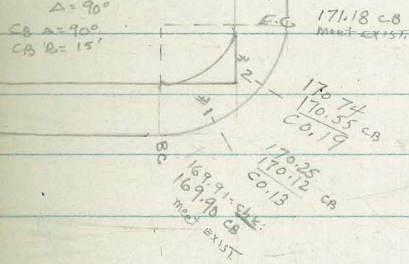 Δ = 90°
CB Δ = 90°
CB R = 15'
E.C
171.18 CB
meet EXIST.
#2
#1
170.74
170.55 CB
C0.19
170.25
170.12 CB
C0.13
BC
169.91 = chk:
169.90 CB
meet EXIST.